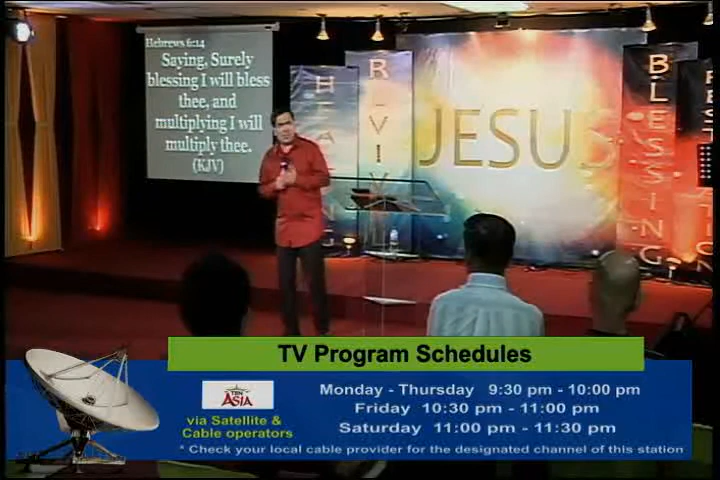 Hebrews 6:14
Saying, Surely
blessing I will bless
thee, and
multiplying I will
multiply thee.
(KJV)
HEALING
REVIVAL
JESUS
BLESSING
TV Program Schedules
TBN
ASIA
via Satellite &
Cable operators
Monday - Thursday 9:30 pm - 10:00 pm
Friday 10:30 pm - 11:00 pm
Saturday 11:00 pm - 11:30 pm
* Check your local cable provider for the designated channel of this station